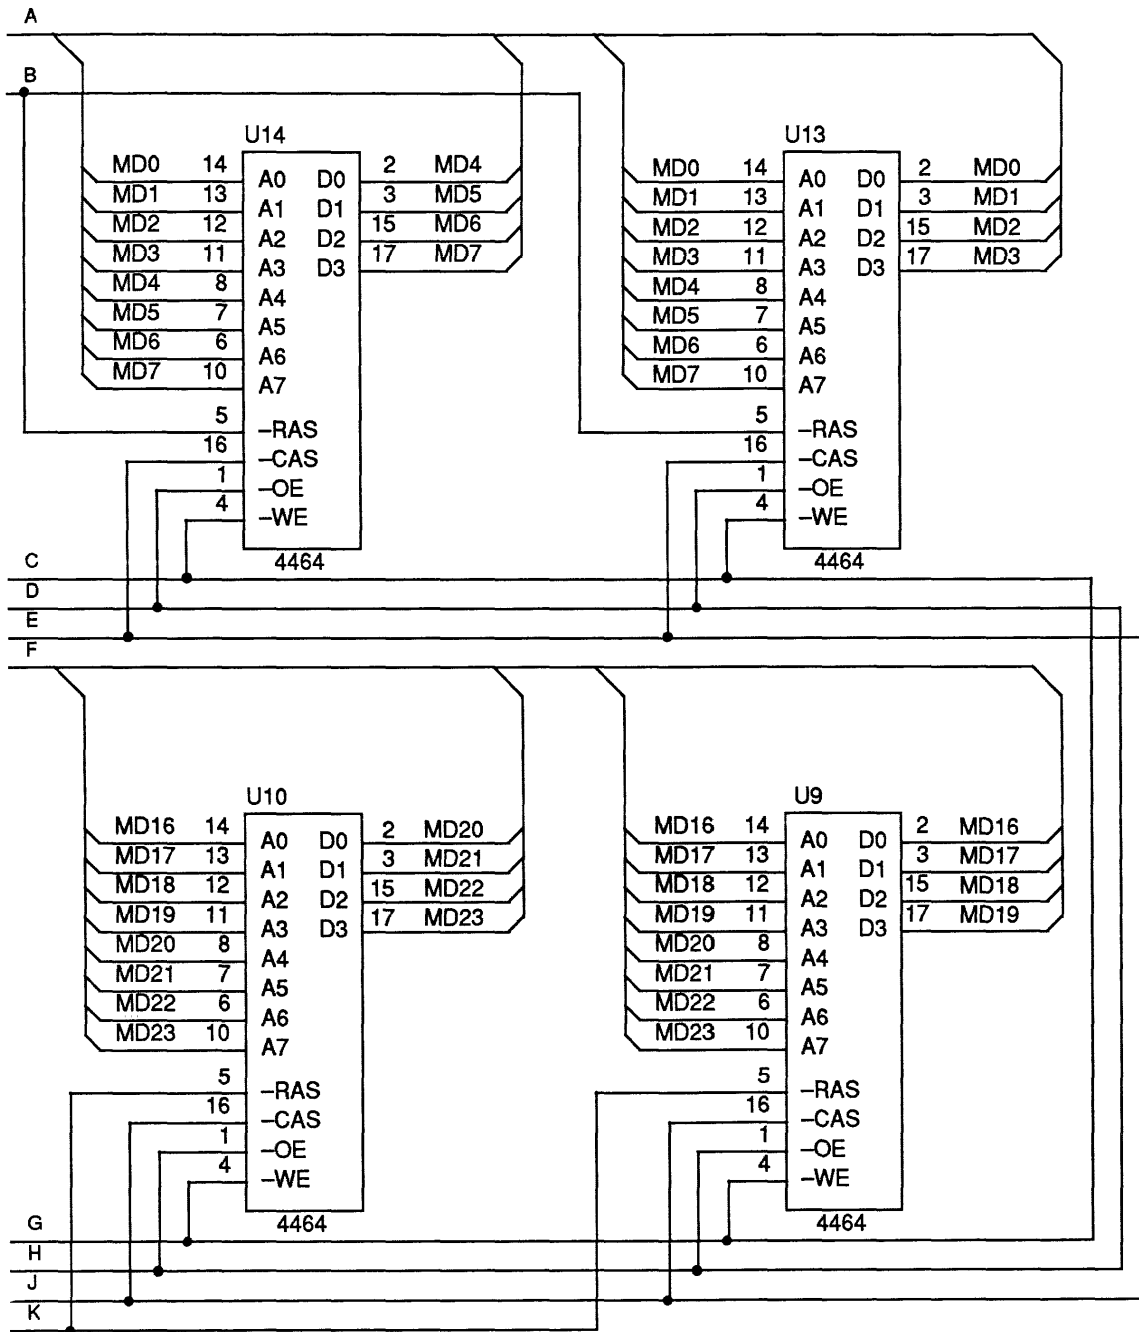 A
B
U14 U13
MD0 14 A0 D0 2 MD4 MD0 14 A0 D0 2 MD0
MD1 13 A1 D1 3 MD5 MD1 13 A1 D1 3 MD1
MD2 12 A2 D2 15 MD6 MD2 12 A2 D2 15 MD2
MD3 11 A3 D3 17 MD7 MD3 11 A3 D3 17 MD3
MD4 8 A4 MD4 8 A4
MD5 7 A5 MD5 7 A5
MD6 6 A6 MD6 6 A6
MD7 10 A7 MD7 10 A7
5 –RAS 5 –RAS
16 –CAS 16 –CAS
1 –OE 1 –OE
4 –WE 4 –WE
4464 4464
C
D
E
F
U10 U9
MD16 14 A0 D0 2 MD20 MD16 14 A0 D0 2 MD16
MD17 13 A1 D1 3 MD21 MD17 13 A1 D1 3 MD17
MD18 12 A2 D2 15 MD22 MD18 12 A2 D2 15 MD18
MD19 11 A3 D3 17 MD23 MD19 11 A3 D3 17 MD19
MD20 8 A4 MD20 8 A4
MD21 7 A5 MD21 7 A5
MD22 6 A6 MD22 6 A6
MD23 10 A7 MD23 10 A7
5 –RAS 5 –RAS
16 –CAS 16 –CAS
1 –OE 1 –OE
4 –WE 4 –WE
4464 4464
G
H
J
K